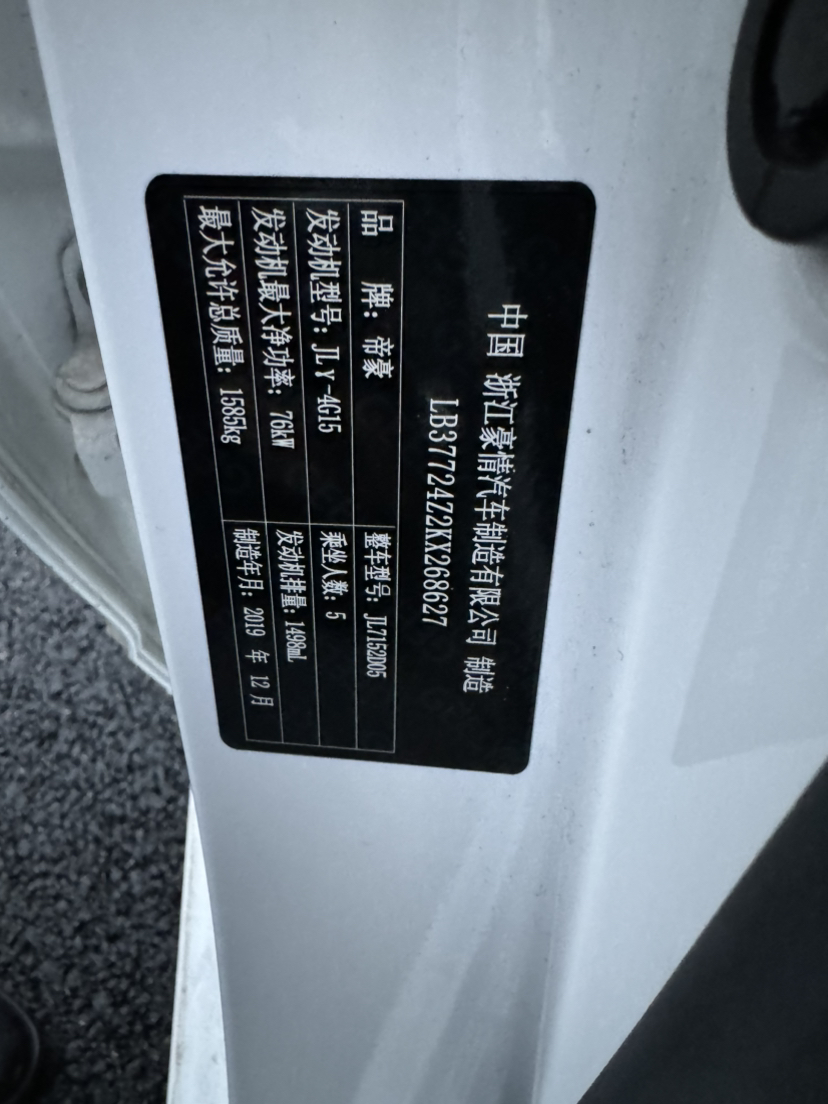 中国 浙江豪情汽车制造有限公司 制造
LB37724Z2KX268627
品 牌：帝豪 整车型号：JL7152D05
发动机型号：JLγ-4G15 乘坐人数：5
发动机最大净功率：76kW 发动机排量：1498mL
最大允许总质量：1585kg 制造年月：2019 年 12 月